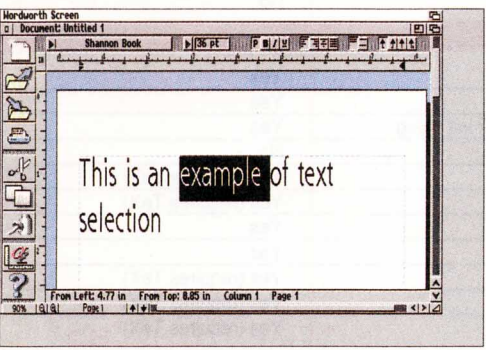 Wordworth Screen
Document: Untitled 1
Shannon Book 36 pt P B I U
This is an example of text
selection
From Left: 4.77 in From Top: 8.85 in Column 1 Page 1
90% Page 1